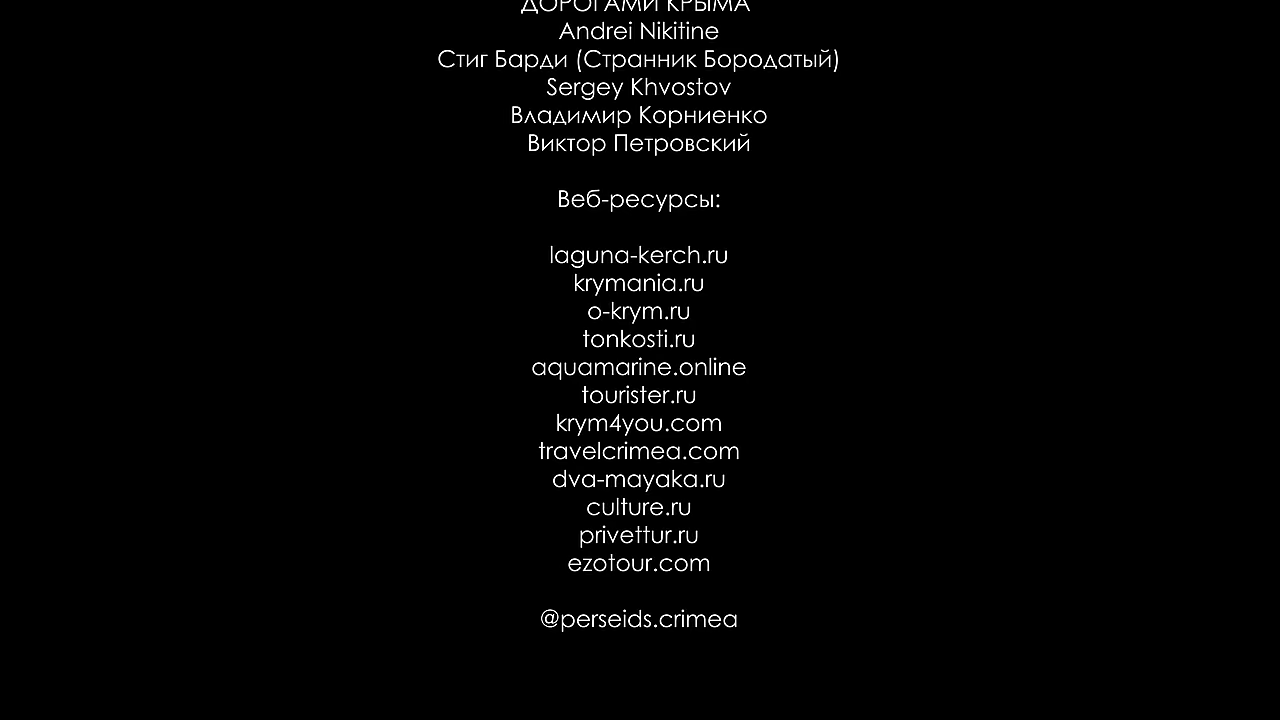 ДОРОГАМИ КРЫМА
Andrei Nikitine
Стиг Барди (Странник Бородатый)
Sergey Khvostov
Владимир Корниенко
Виктор Петровский
Веб-ресурсы:
laguna-kerch.ru
krymania.ru
o-krym.ru
tonkosti.ru
aquamarine.online
tourister.ru
krym4you.com
travelcrimea.com
dva-mayaka.ru
culture.ru
privettur.ru
ezotour.com
@perseids.crimea